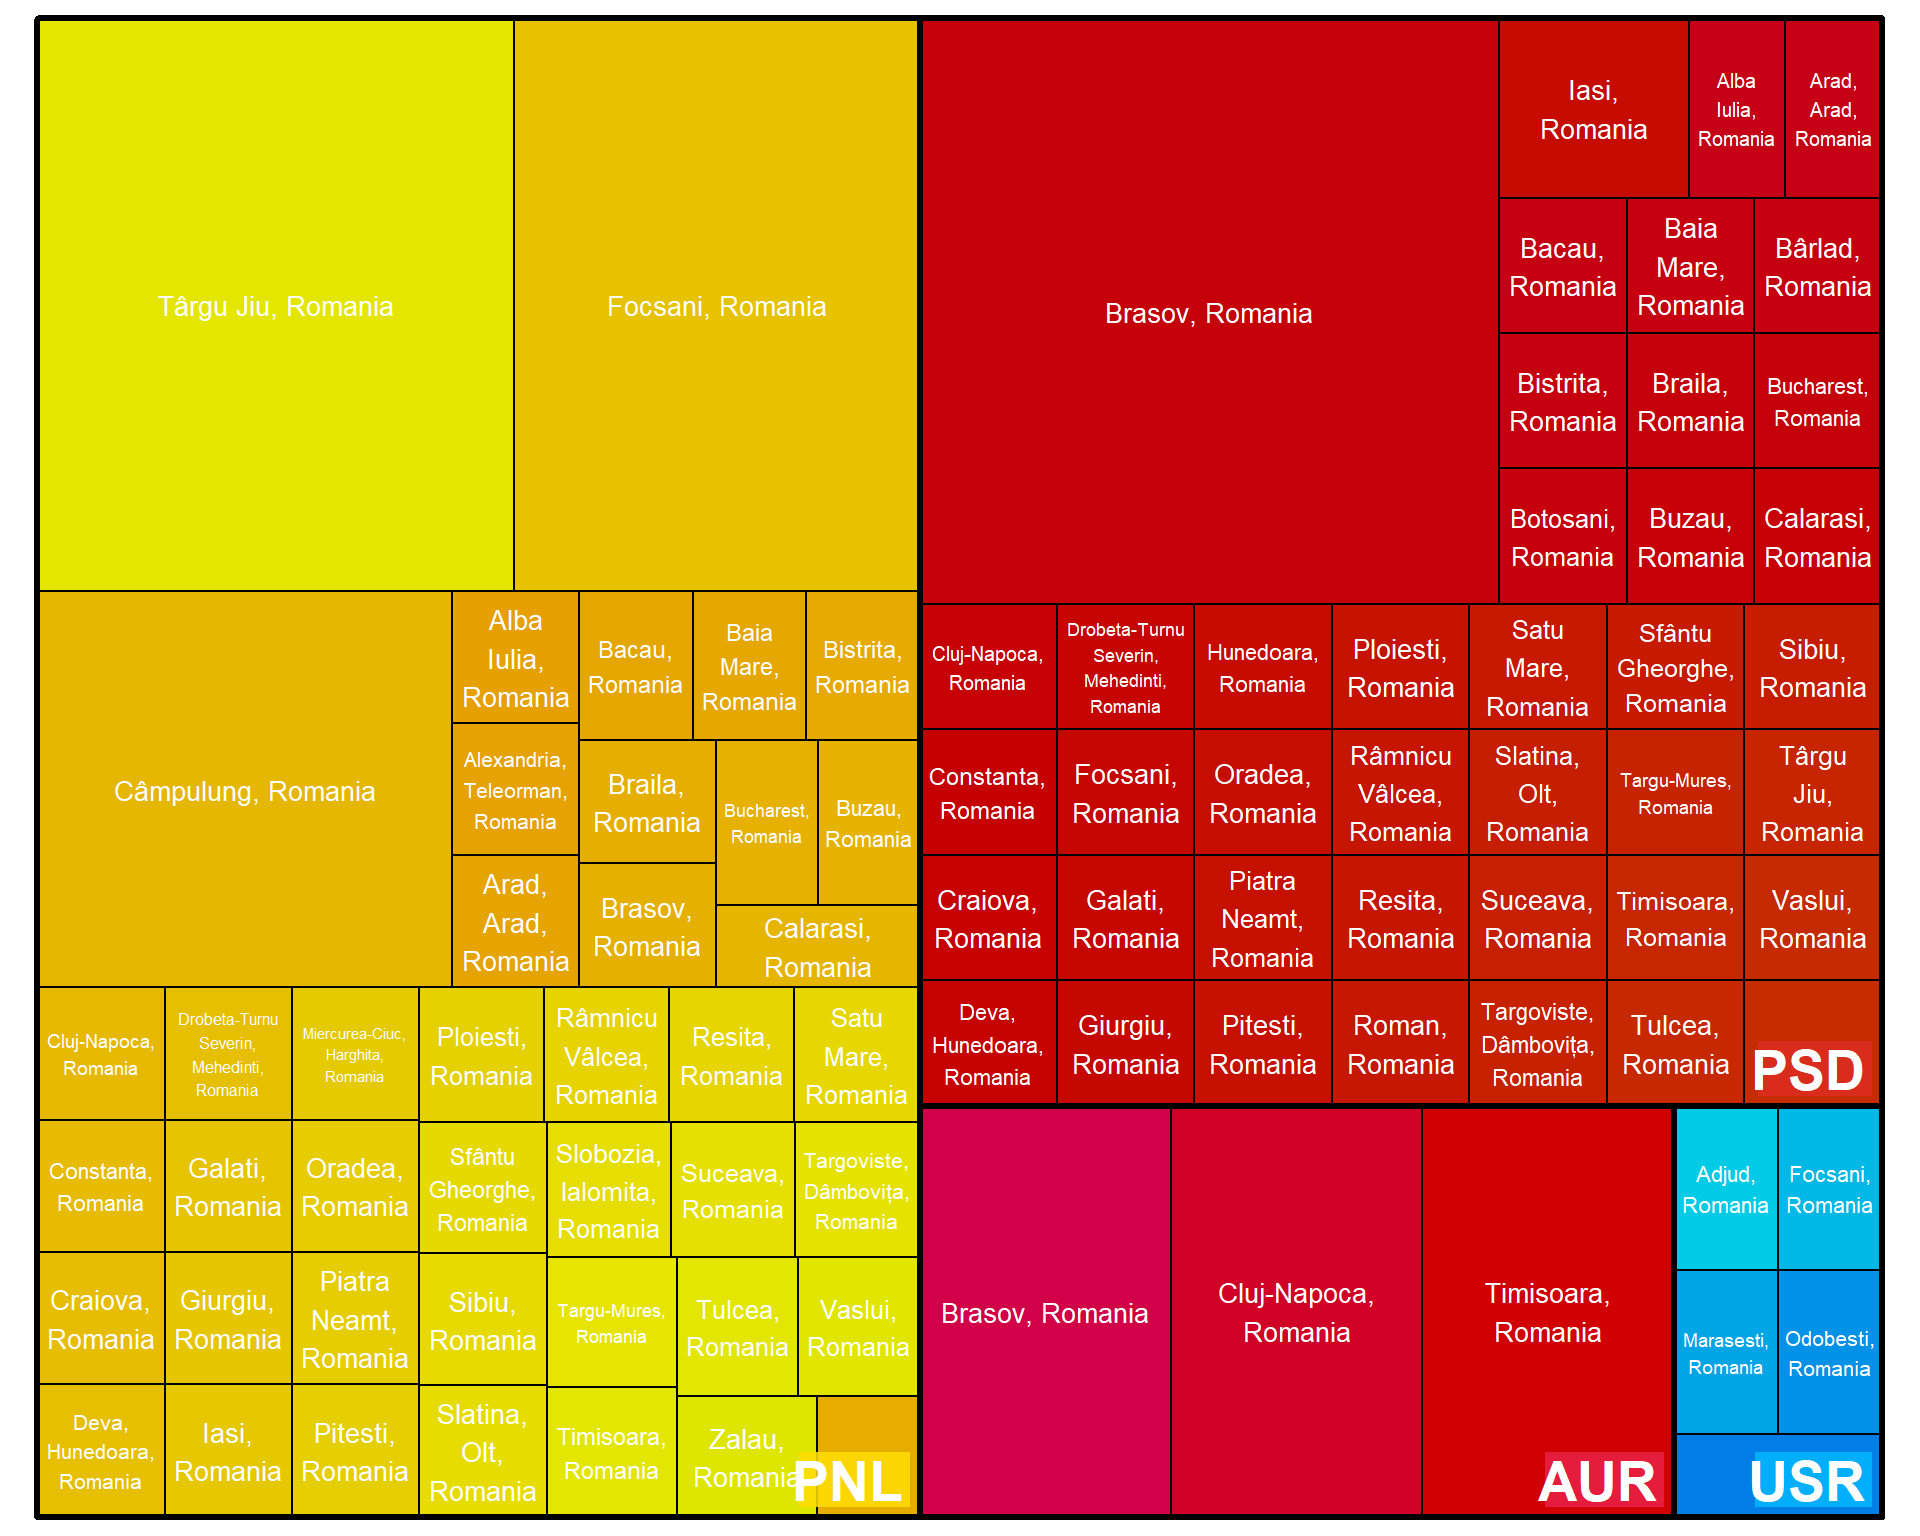 Târgu Jiu, Romania
Focsani, Romania
Câmpulung, Romania
Alba
Iulia,
Romania
Alexandria,
Teleorman,
Romania
Arad,
Arad,
Romania
Bacau,
Romania
Baia
Mare,
Romania
Bistrita,
Romania
Braila,
Romania
Brasov,
Romania
Bucharest,
Romania
Buzau,
Romania
Calarasi,
Romania
Cluj-Napoca,
Romania
Constanta,
Romania
Craiova,
Romania
Deva,
Hunedoara,
Romania
Drobeta-Turnu
Severin,
Mehedinti,
Romania
Galati,
Romania
Giurgiu,
Romania
Iasi,
Romania
Miercurea-Ciuc,
Harghita,
Romania
Oradea,
Romania
Piatra
Neamt,
Romania
Pitesti,
Romania
Ploiesti,
Romania
Râmnicu
Vâlcea,
Romania
Resita,
Romania
Satu
Mare,
Romania
Sfântu
Gheorghe,
Romania
Sibiu,
Romania
Slatina,
Olt,
Romania
Slobozia,
Ialomita,
Romania
Suceava,
Romania
Targoviste,
Dâmbovița,
Romania
Targu-Mures,
Romania
Timisoara,
Romania
Tulcea,
Romania
Vaslui,
Romania
Zalau,
Romania
PNL
Brasov, Romania
Iasi,
Romania
Alba
Iulia,
Romania
Arad,
Arad,
Romania
Bacau,
Romania
Baia
Mare,
Romania
Bârlad,
Romania
Bistrita,
Romania
Braila,
Romania
Bucharest,
Romania
Botosani,
Romania
Buzau,
Romania
Calarasi,
Romania
Cluj-Napoca,
Romania
Constanta,
Romania
Craiova,
Romania
Deva,
Hunedoara,
Romania
Drobeta-Turnu
Severin,
Mehedinti,
Romania
Focsani,
Romania
Galati,
Romania
Giurgiu,
Romania
Hunedoara,
Romania
Oradea,
Romania
Piatra
Neamt,
Romania
Pitesti,
Romania
Ploiesti,
Romania
Râmnicu
Vâlcea,
Romania
Resita,
Romania
Roman,
Romania
Satu
Mare,
Romania
Slatina,
Olt,
Romania
Suceava,
Romania
Targoviste,
Dâmbovița,
Romania
Sfântu
Gheorghe,
Romania
Targu-Mures,
Romania
Timisoara,
Romania
Tulcea,
Romania
Sibiu,
Romania
Târgu
Jiu,
Romania
Vaslui,
Romania
PSD
Brasov, Romania
Cluj-Napoca,
Romania
Timisoara,
Romania
AUR
Adjud,
Romania
Focsani,
Romania
Marasesti,
Romania
Odobesti,
Romania
USR